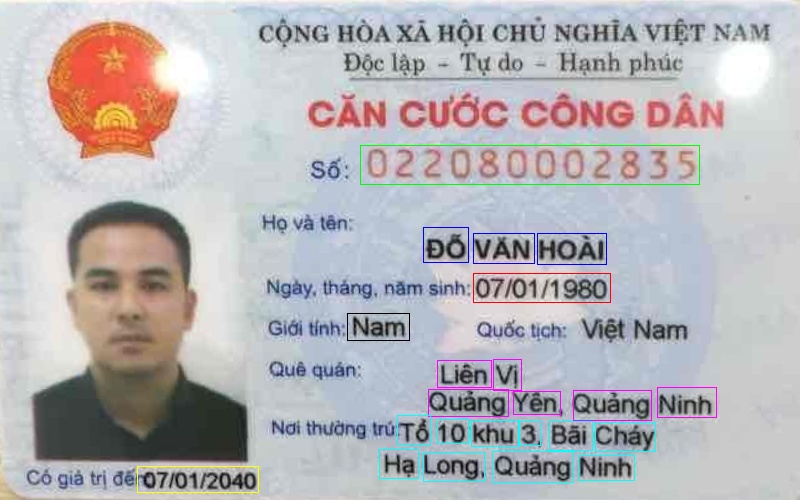 CỘNG HÒA XÃ HỘI CHỦ NGHĨA VIỆT NAM
Độc lập - Tự do - Hạnh phúc
CĂN CƯỚC CÔNG DÂN
Số: 022080002835
Họ và tên:
ĐỖ VĂN HOÀI
Ngày, tháng, năm sinh: 07/01/1980
Giới tính: Nam Quốc tịch: Việt Nam
Quê quán: Liên Vị
Quảng Yên, Quảng Ninh
Nơi thường trú: Tổ 10 khu 3, Bãi Cháy
Hạ Long, Quảng Ninh
Có giá trị đến 07/01/2040